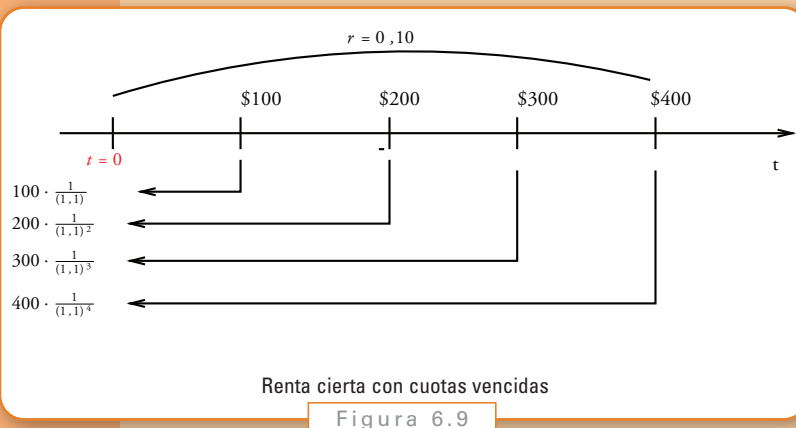 r = 0 ,10
$100 $200 $300 $400
t = 0
t
100 · 1/(1,1)
200 · 1/(1,1)²
300 · 1/(1,1)³
400 · 1/(1,1)⁴
Renta cierta con cuotas vencidas
Figura 6.9